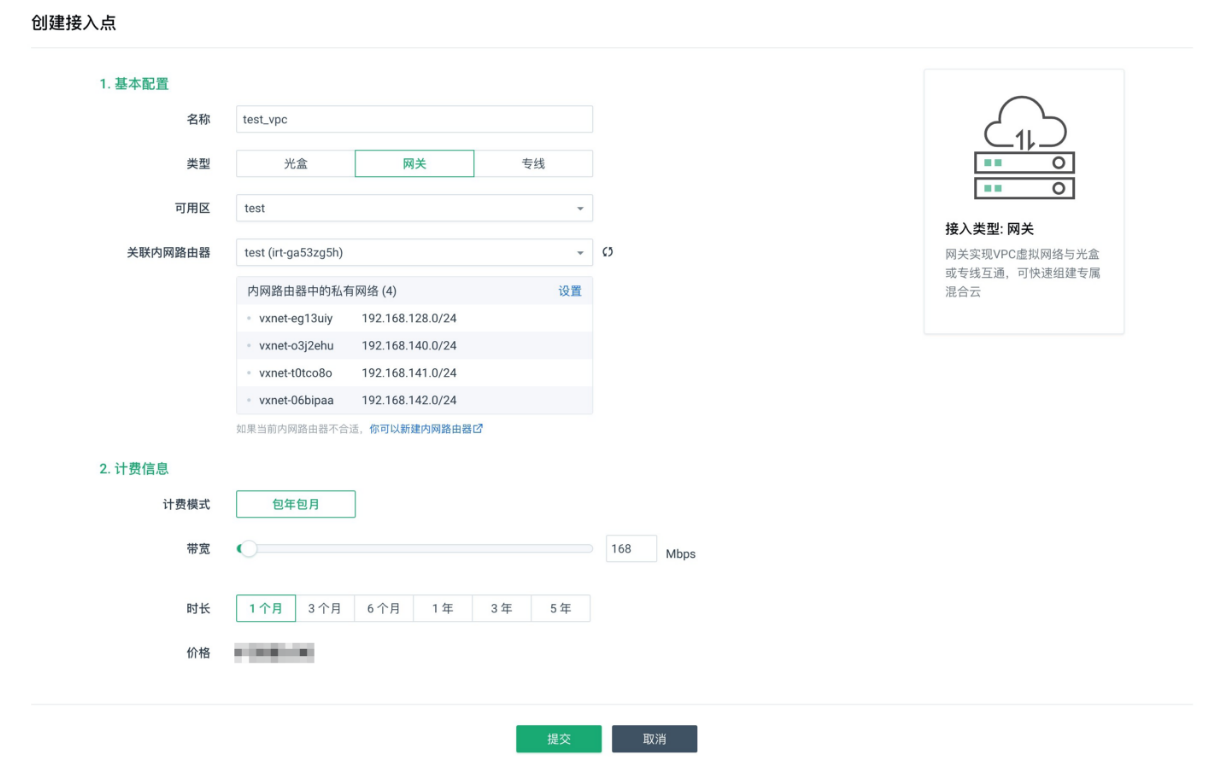 创建接入点
1. 基本配置
名称 test_vpc
类型 光盒 网关 专线
可用区 test
关联内网路由器 test (irt-ga53zg5h)
内网路由器中的私有网络 (4) 设置
vxnet-eg13uiy 192.168.128.0/24
vxnet-o3j2ehu 192.168.140.0/24
vxnet-t0tco8o 192.168.141.0/24
vxnet-06bipaa 192.168.142.0/24
如果当前内网路由器不合适，你可以新建内网路由器
接入类型: 网关
网关实现VPC虚拟网络与光盒
或专线互通，可快速组建专属
混合云
2. 计费信息
计费模式 包年包月
带宽 168 Mbps
时长 1 个月 3 个月 6 个月 1 年 3 年 5 年
价格
提交 取消